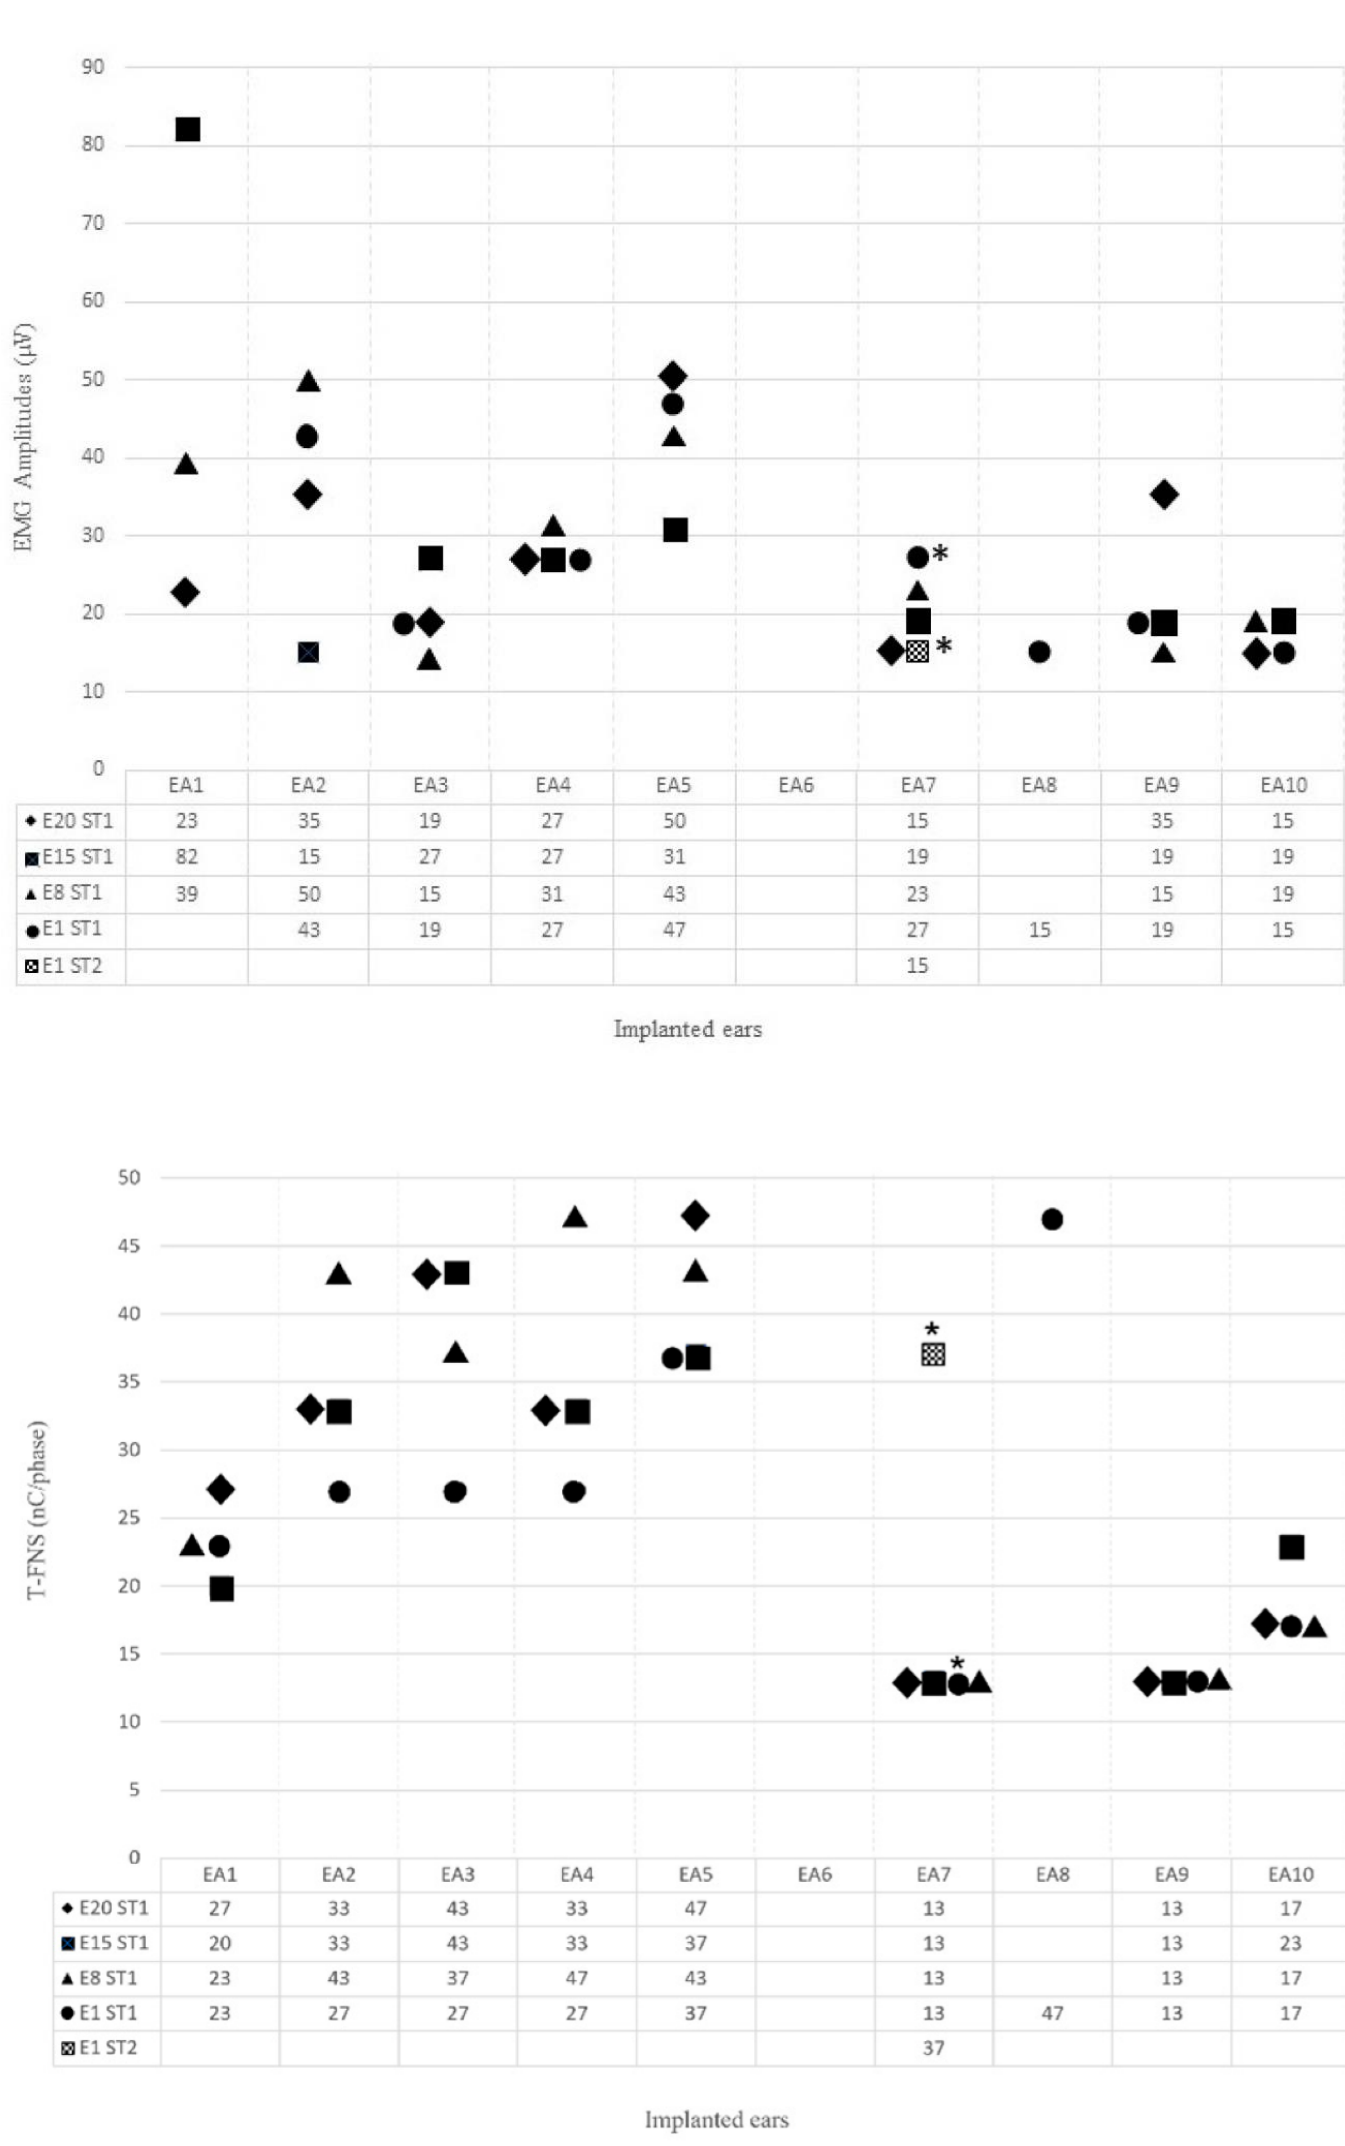 90
80
70
60
50
40
30
20
10
0
EMG Amplitudes (µV)
*
*
EA1 EA2 EA3 EA4 EA5 EA6 EA7 EA8 EA9 EA10
E20 ST1 23 35 19 27 50 15 35 15
E15 ST1 82 15 27 27 31 19 19 19
E8 ST1 39 50 15 31 43 23 15 19
E1 ST1 43 19 27 47 27 15 19 15
E1 ST2 15
Implanted ears
50
45
40
35
30
25
20
15
10
5
0
T-FNS (nC/phase)
*
*
EA1 EA2 EA3 EA4 EA5 EA6 EA7 EA8 EA9 EA10
E20 ST1 27 33 43 33 47 13 13 17
E15 ST1 20 33 43 33 37 13 13 23
E8 ST1 23 43 37 47 43 13 13 17
E1 ST1 23 27 27 27 37 13 47 13 17
E1 ST2 37
Implanted ears